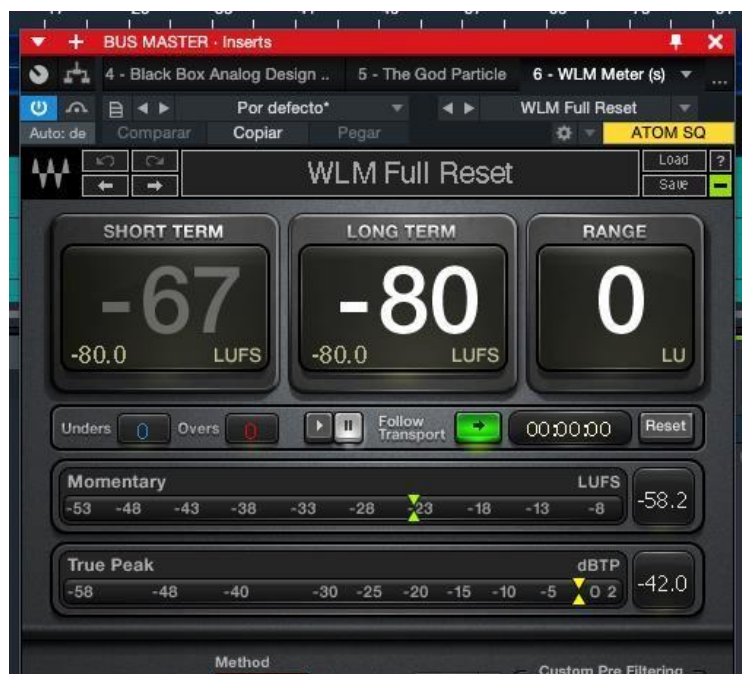 BUS MASTER · Inserts
4 - Black Box Analog Design .. 5 - The God Particle 6 - WLM Meter (s) ...
Por defecto* WLM Full Reset
Auto: de Comparar Copiar Pegar ATOM SQ
WLM Full Reset Load ?
Save
SHORT TERM LONG TERM RANGE
-67 -80 0
-80.0 LUFS -80.0 LUFS LU
Unders 0 Overs 0 Follow Transport 00:00:00 Reset
Momentary LUFS
-53 -48 -43 -38 -33 -28 -23 -18 -13 -8 -58.2
True Peak dBTP
-58 -48 -40 -30 -25 -20 -15 -10 -5 0 2 -42.0
Method Custom Pre Filtering